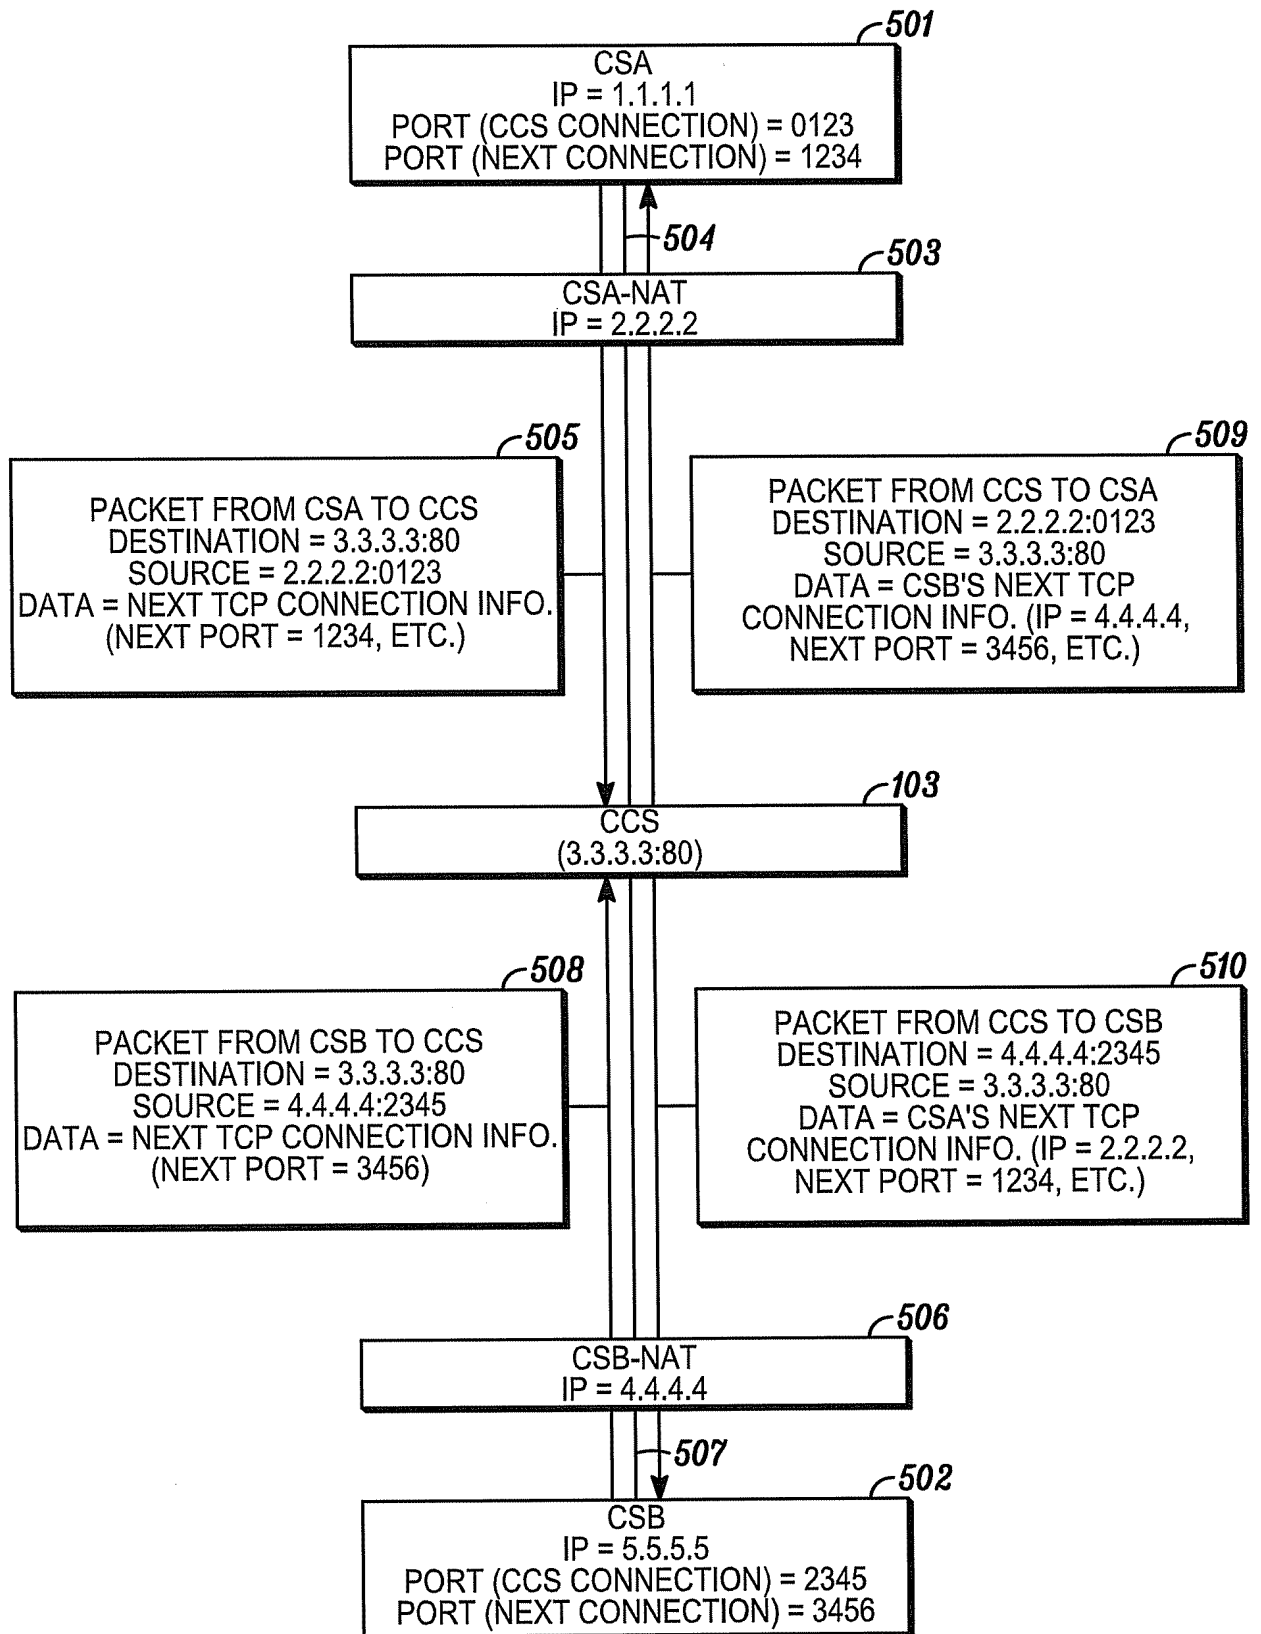 501
CSA
IP = 1.1.1.1
PORT (CCS CONNECTION) = 0123
PORT (NEXT CONNECTION) = 1234
504
503
CSA-NAT
IP = 2.2.2.2
505
PACKET FROM CSA TO CCS
DESTINATION = 3.3.3.3:80
SOURCE = 2.2.2.2:0123
DATA = NEXT TCP CONNECTION INFO.
(NEXT PORT = 1234, ETC.)
509
PACKET FROM CCS TO CSA
DESTINATION = 2.2.2.2:0123
SOURCE = 3.3.3.3:80
DATA = CSB'S NEXT TCP
CONNECTION INFO. (IP = 4.4.4.4,
NEXT PORT = 3456, ETC.)
103
CCS
(3.3.3.3:80)
508
PACKET FROM CSB TO CCS
DESTINATION = 3.3.3.3:80
SOURCE = 4.4.4.4:2345
DATA = NEXT TCP CONNECTION INFO.
(NEXT PORT = 3456)
510
PACKET FROM CCS TO CSB
DESTINATION = 4.4.4.4:2345
SOURCE = 3.3.3.3:80
DATA = CSA'S NEXT TCP
CONNECTION INFO. (IP = 2.2.2.2,
NEXT PORT = 1234, ETC.)
506
CSB-NAT
IP = 4.4.4.4
507
502
CSB
IP = 5.5.5.5
PORT (CCS CONNECTION) = 2345
PORT (NEXT CONNECTION) = 3456